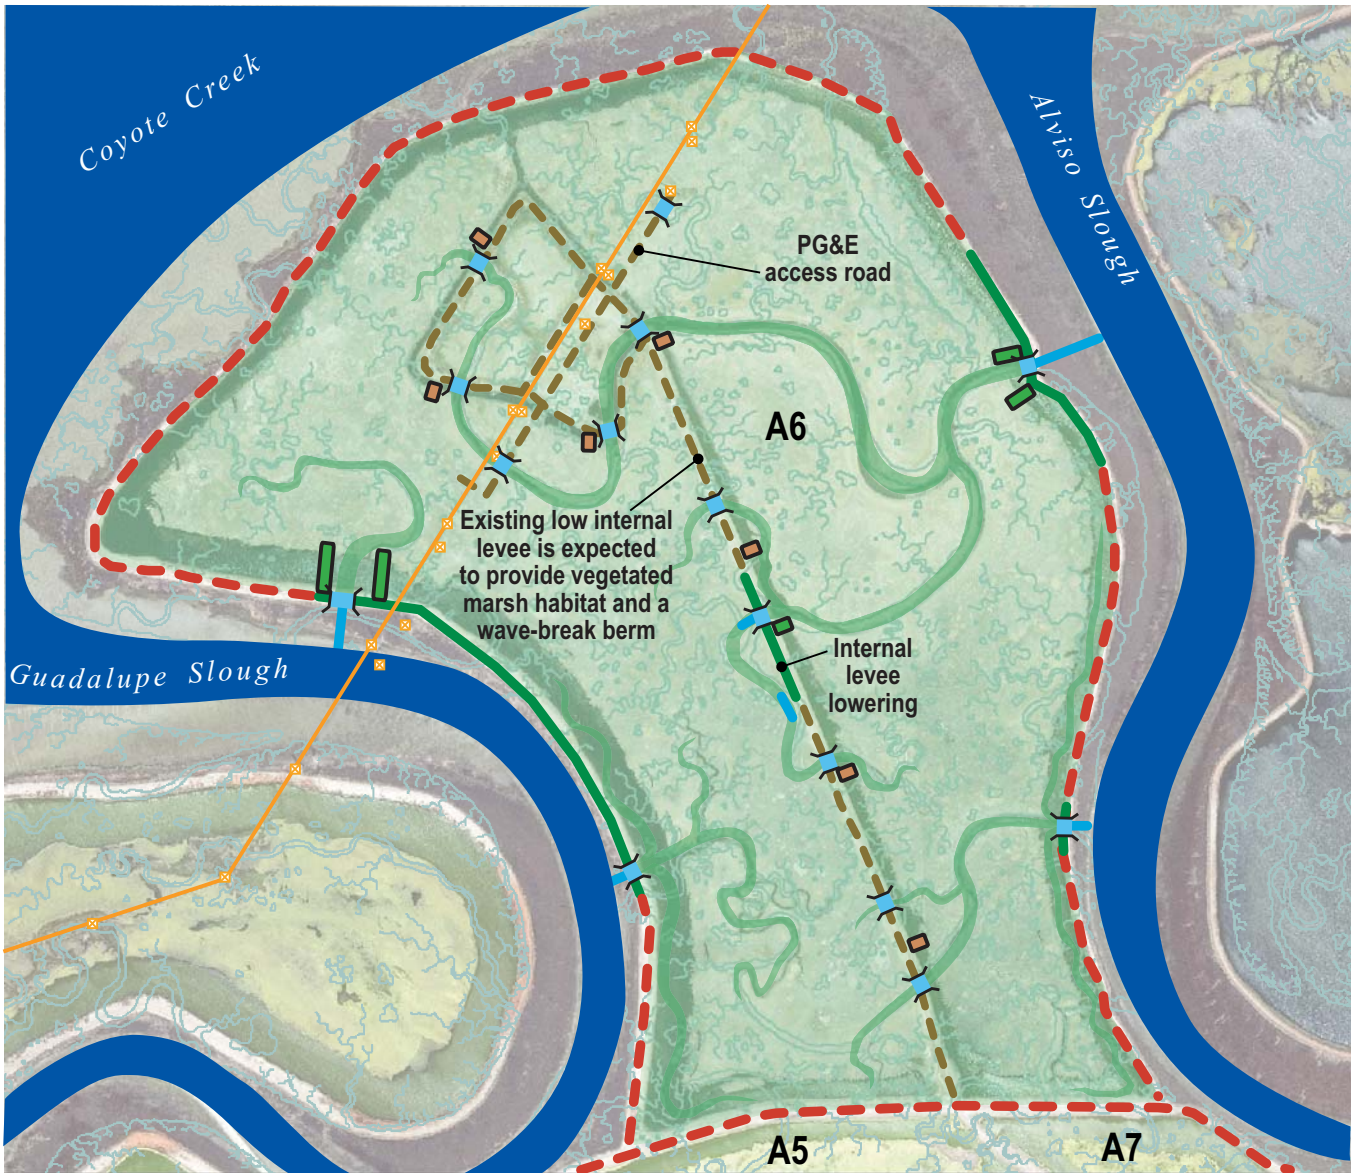 Coyote Creek
Alviso Slough
PG&E
access road
A6
Existing low internal
levee is expected
to provide vegetated
marsh habitat and a
wave-break berm
Internal
levee
lowering
Guadalupe Slough
A5
A7